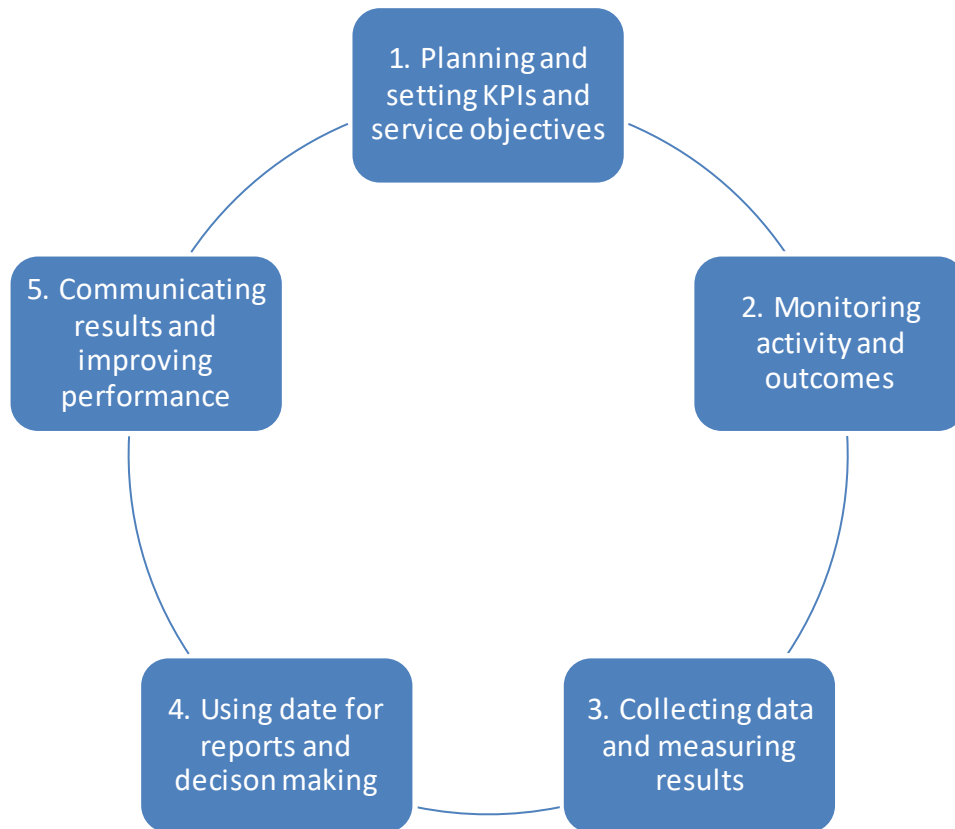 1. Planning and
setting KPIs and
service objectives
2. Monitoring
activity and
outcomes
3. Collecting data
and measuring
results
4. Using date for
reports and
decison making
5. Communicating
results and
improving
performance